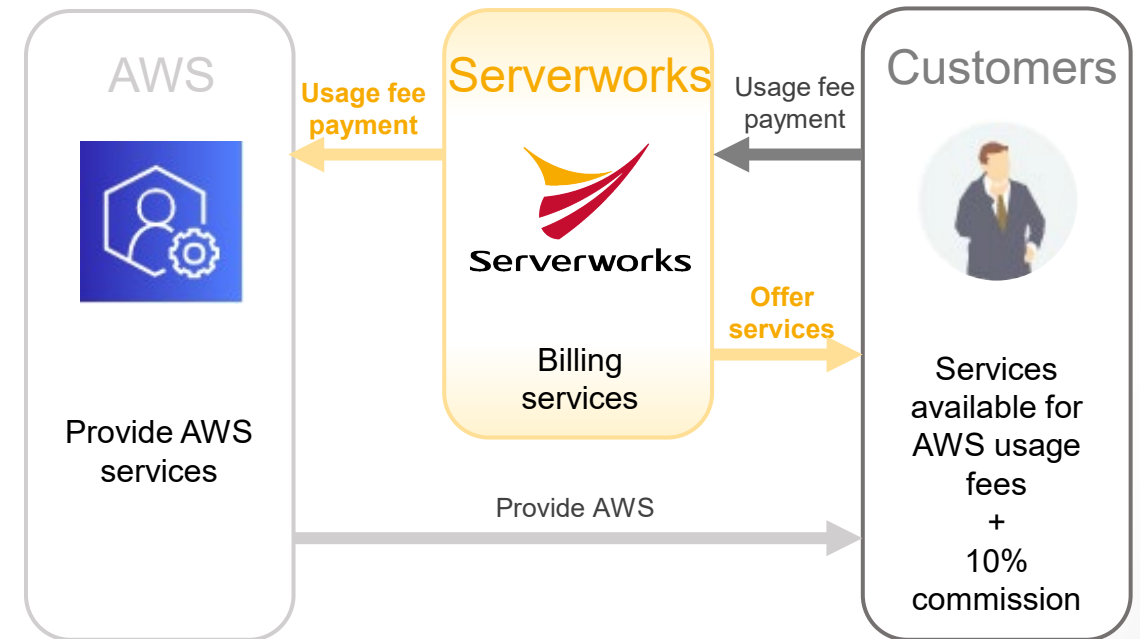 AWS
Provide AWS
services
Usage fee
payment
Serverworks
Serverworks
Billing
services
Usage fee
payment
Offer
services
Provide AWS
Customers
Services
available for
AWS usage
fees
+
10%
commission